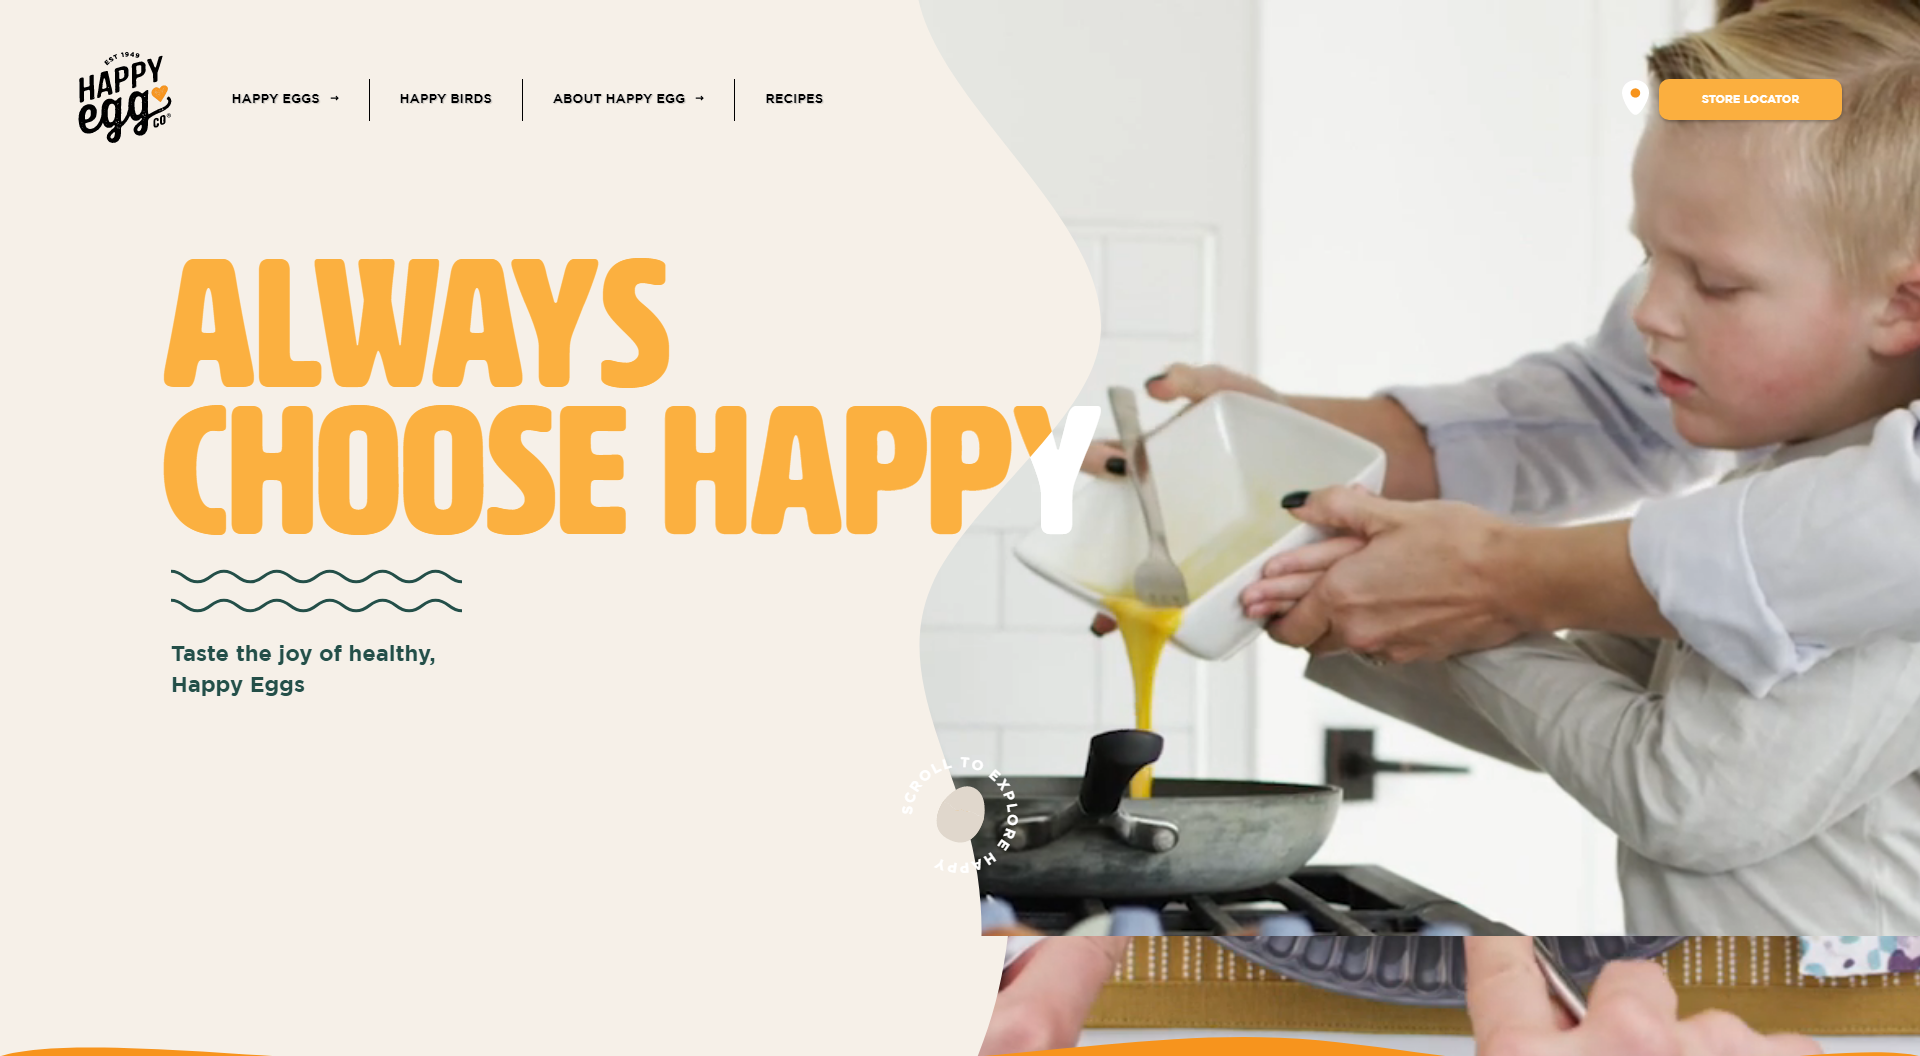 EST 1949
HAPPY
egg
CO®
HAPPY EGGS →
HAPPY BIRDS
ABOUT HAPPY EGG →
RECIPES
STORE LOCATOR
ALWAYS
CHOOSE HAPPY
Taste the joy of healthy,
Happy Eggs
SCROLL TO EXPLORE HAPPY